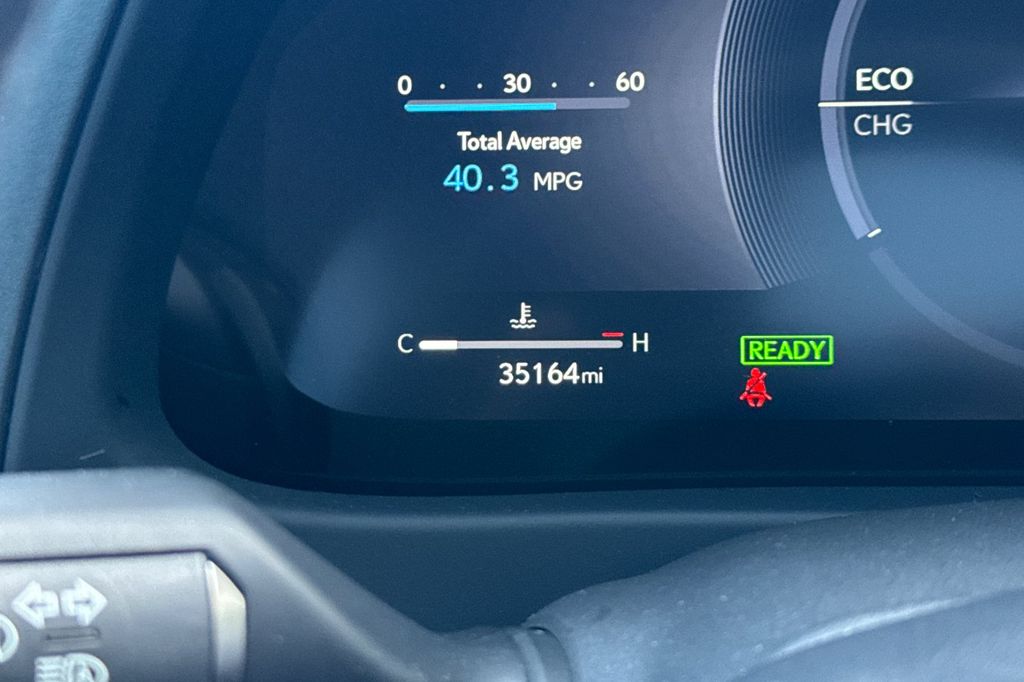 0 · · 30 · · 60
Total Average
40.3 MPG
ECO
CHG
C H
35164mi
READY